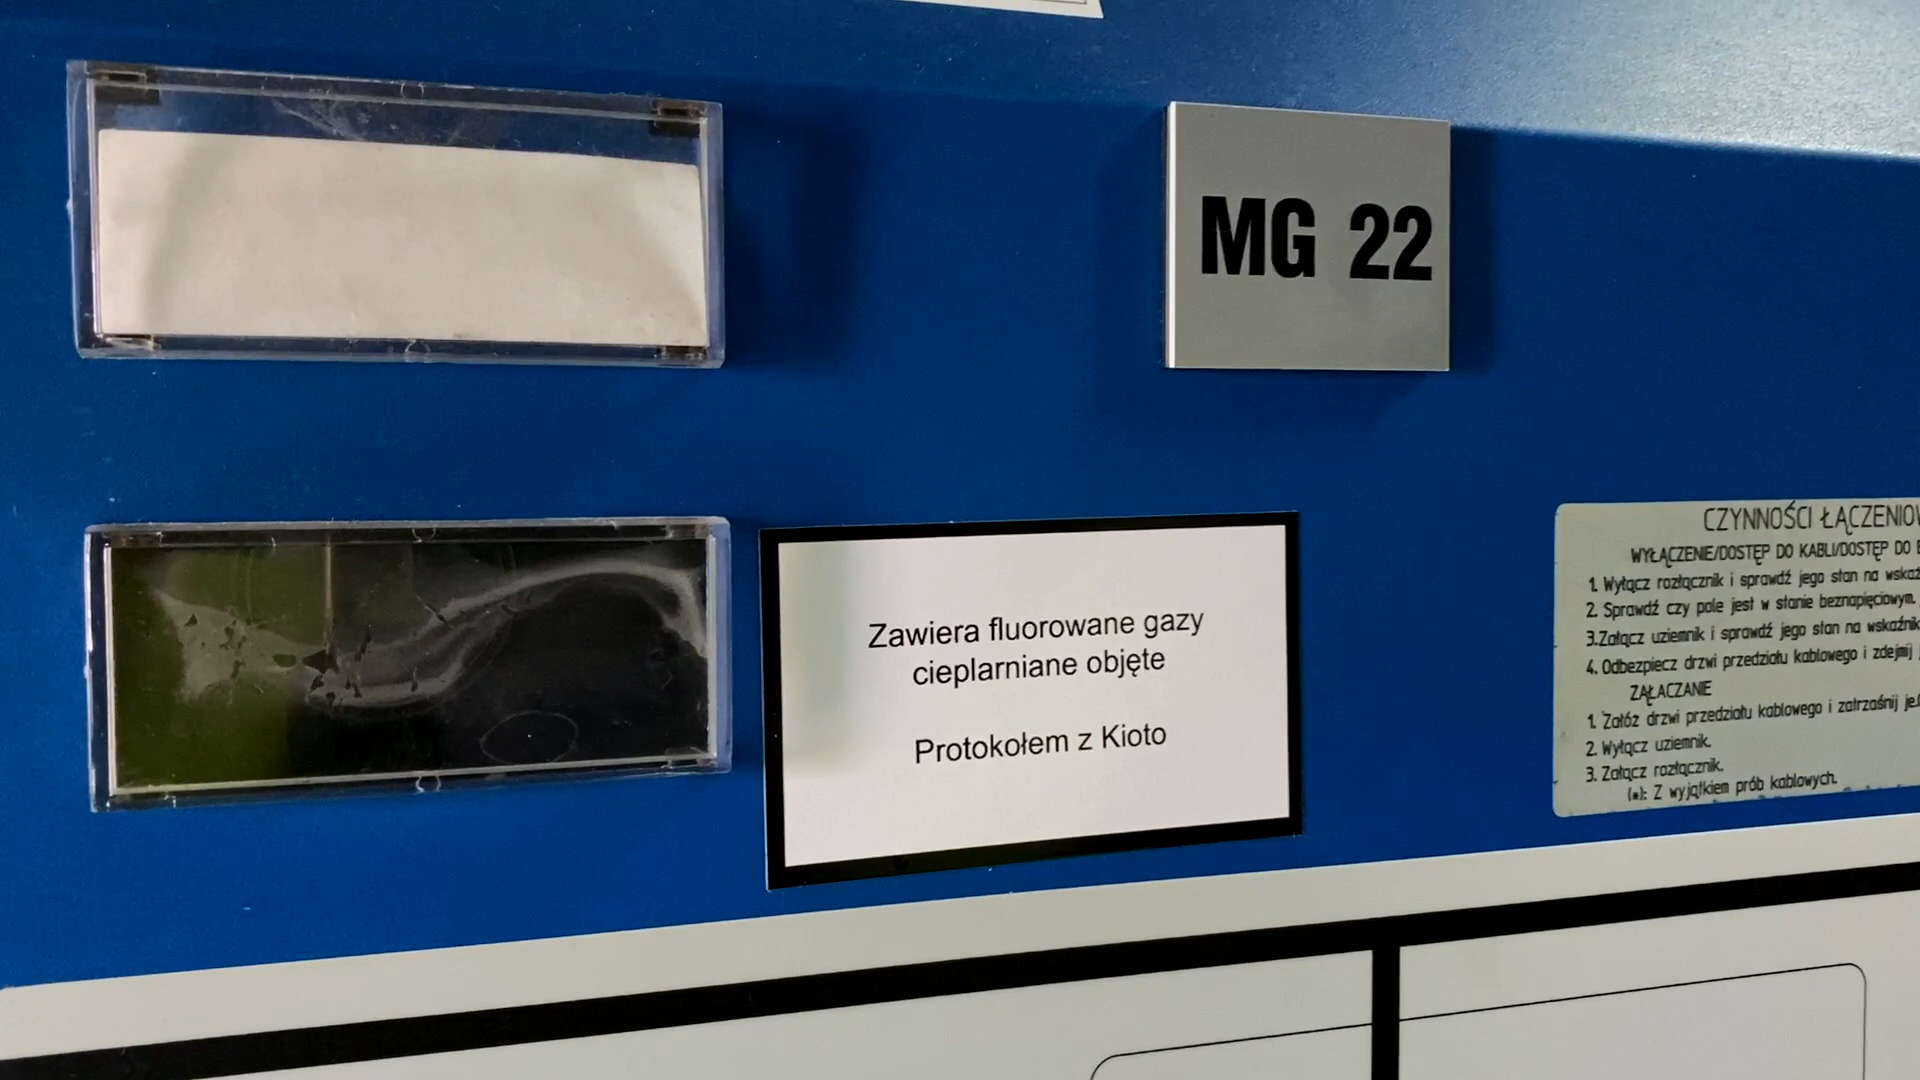 MG 22
Zawiera fluorowane gazy
cieplarniane objęte
Protokołem z Kioto
CZYNNOŚCI
WYŁĄCZENIE/DOSTĘP DO KABLI/DOSTĘP DO
1. Wyłącz rozłącznik i sprawdź jego stan na
2. Sprawdź czy pole jest w stanie beznapięciowym.
3.Załącz uziemnik i sprawdź jego stan na
4. Odbezpiecz drzwi przedziału kablowego i zdejmij
ZĄŁACZANIE
1. Załóż drzwi przedziału kablowego i zatrzaśnij je.
2. Wyłącz uziemnik.
3. Załącz rozłącznik.
(*): Z wyjątkiem prób kablowych.